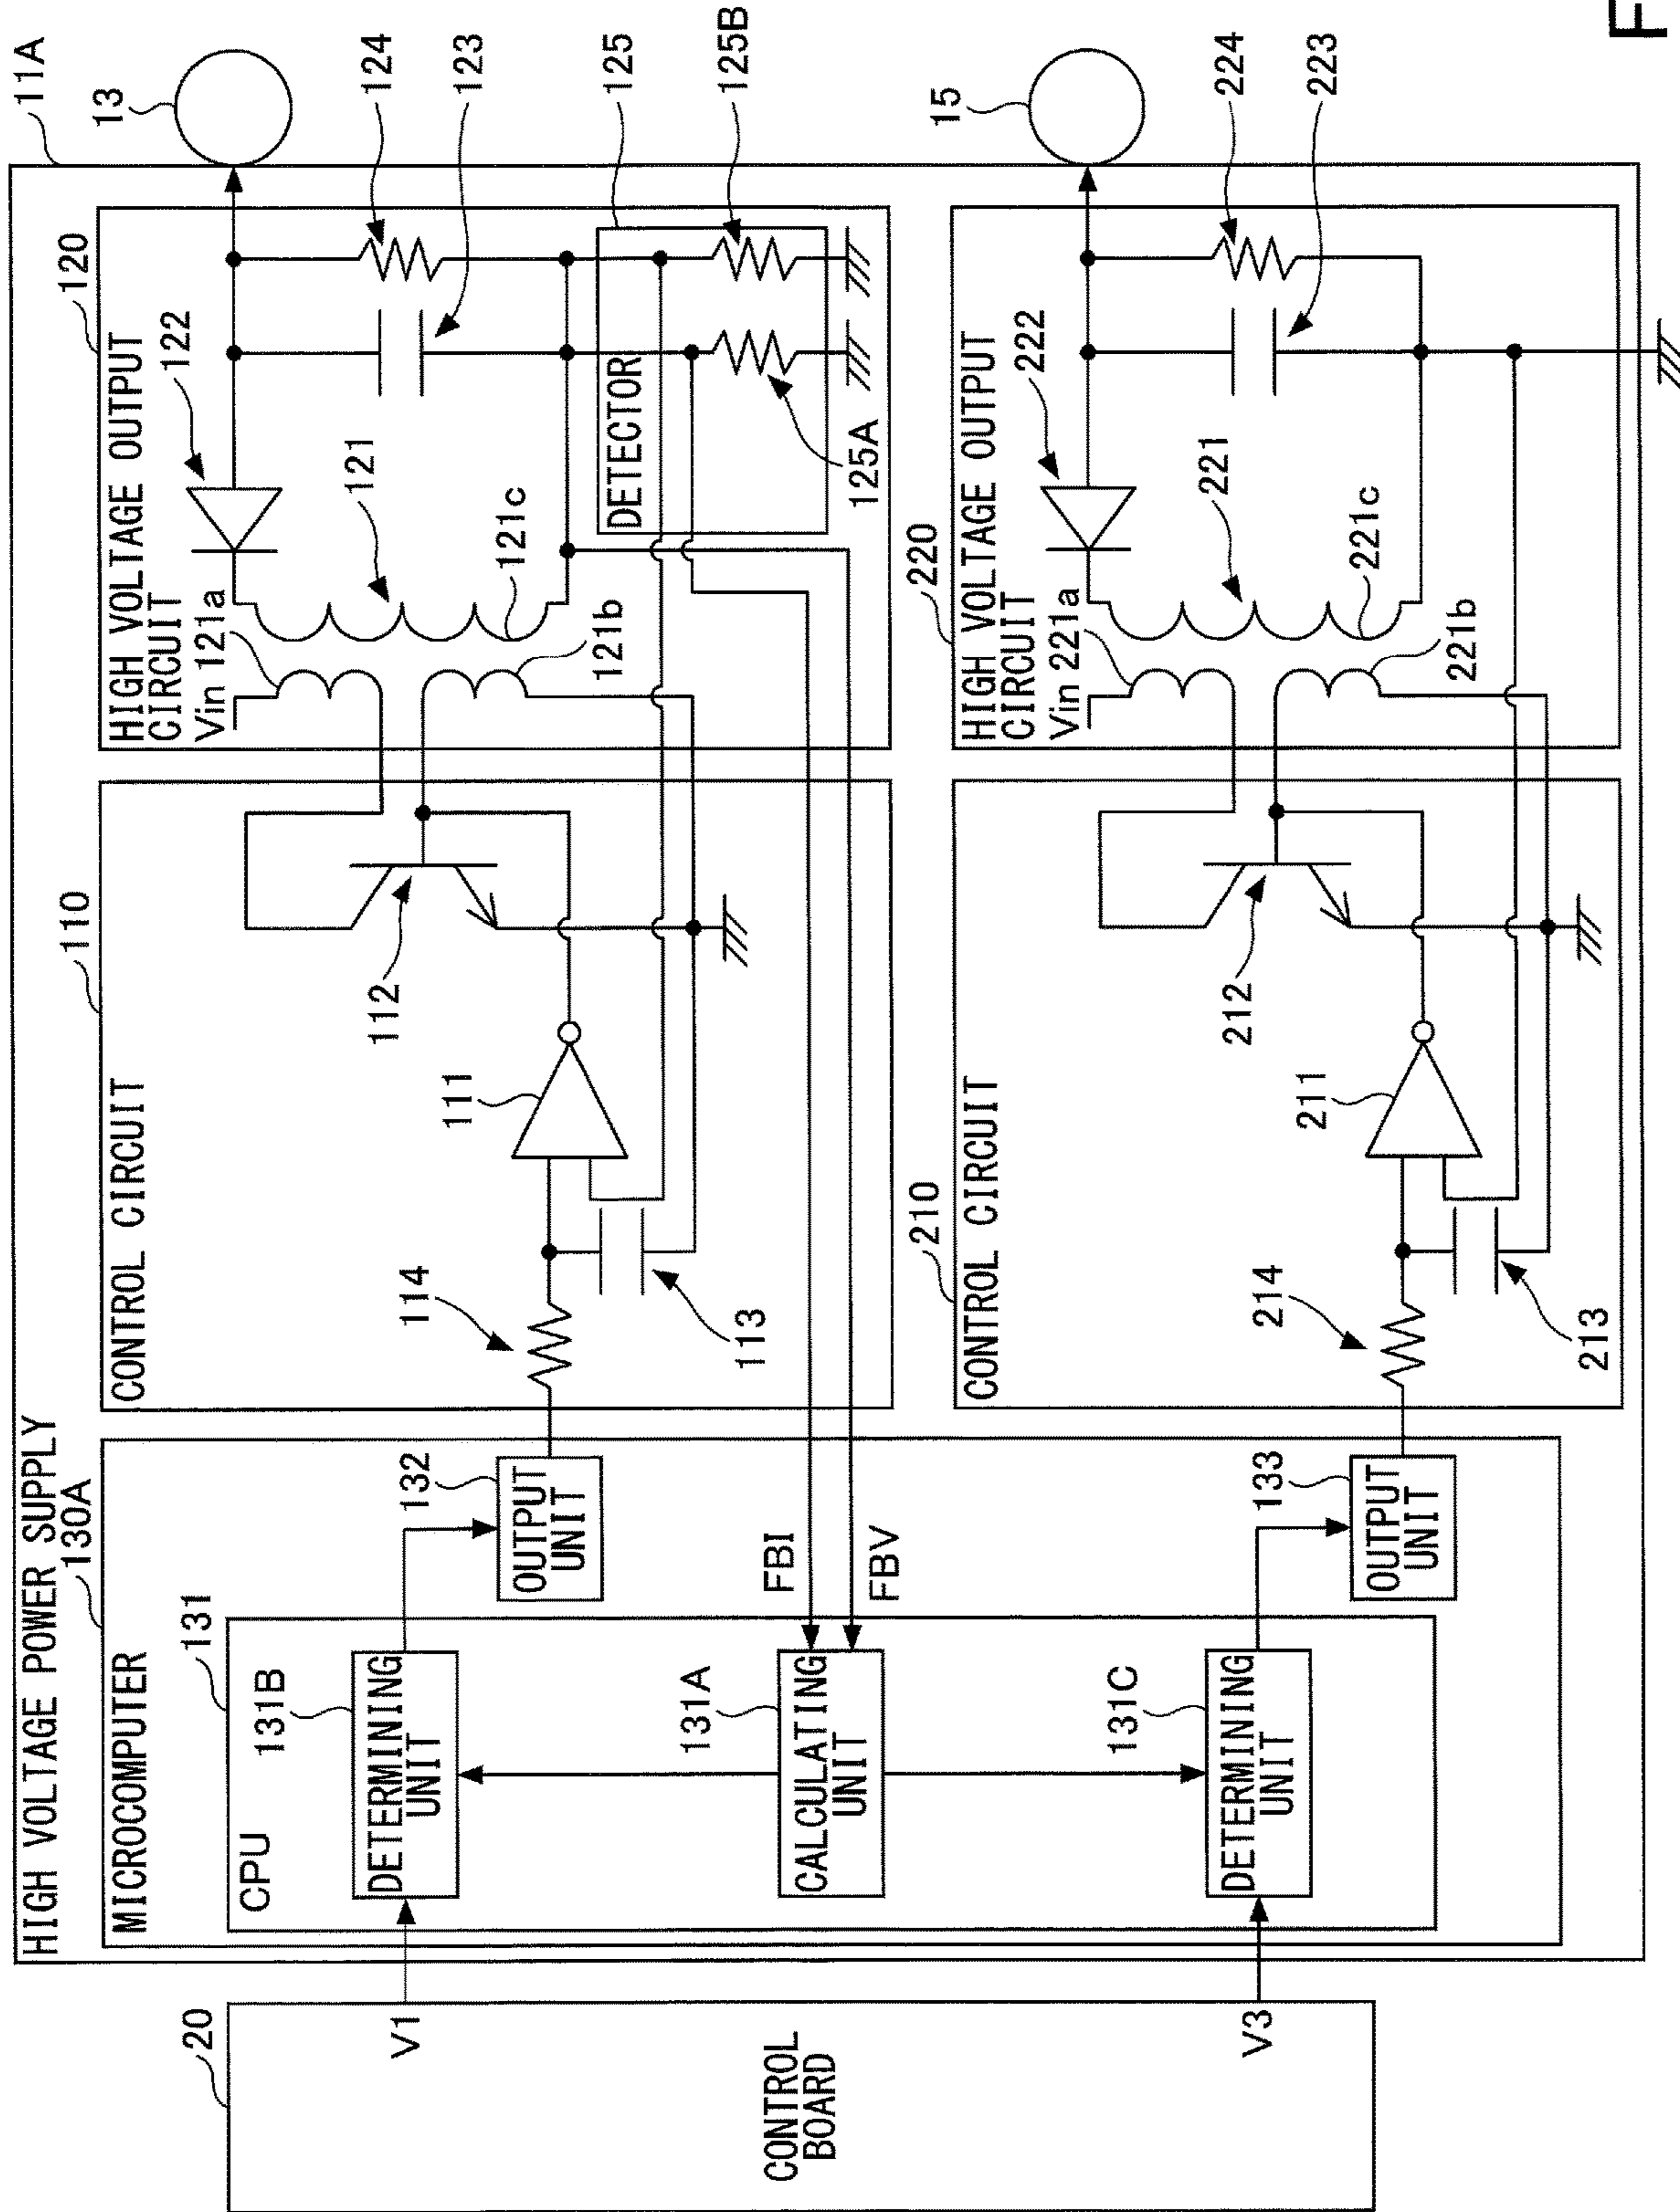 HIGH VOLTAGE POWER SUPPLY
11A
130A
MICROCOMPUTER
131
CPU
131B
DETERMINING
UNIT
131A
CALCULATING
UNIT
131C
DETERMINING
UNIT
132
OUTPUT
UNIT
133
OUTPUT
UNIT
FBI
FBV
20
V1
CONTROL
BOARD
V3
110
CONTROL CIRCUIT
111
112
114
113
210
CONTROL CIRCUIT
211
212
214
213
120
HIGH VOLTAGE OUTPUT
CIRCUIT
Vin 121a
122
121
121c
121b
DETECTOR
125A
13
124
123
125
125B
220
HIGH VOLTAGE OUTPUT
CIRCUIT
Vin 221a
222
221
221c
221b
15
224
223
F